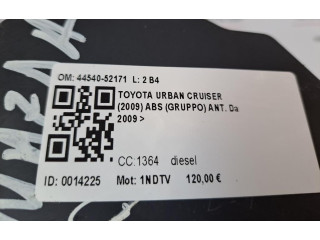 OM: 44540-52171 L: 2 B4
TOYOTA URBAN CRUISER
(2009) ABS (GRUPPO) ANT. Da
2009 >
CC:1364 diesel
ID: 0014225 Mot: 1NDTV 120,00 €